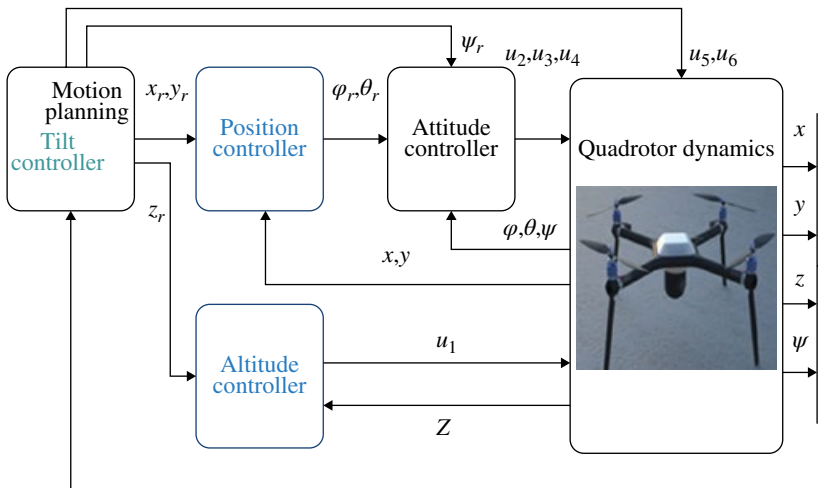 ψr
u2,u3,u4
u5,u6
Motion
planning
Tilt
controller
xr,yr
Position
controller
φr,θr
Attitude
controller
Quadrotor dynamics
x
y
z
ψ
zr
φ,θ,ψ
x,y
Altitude
controller
u1
Z